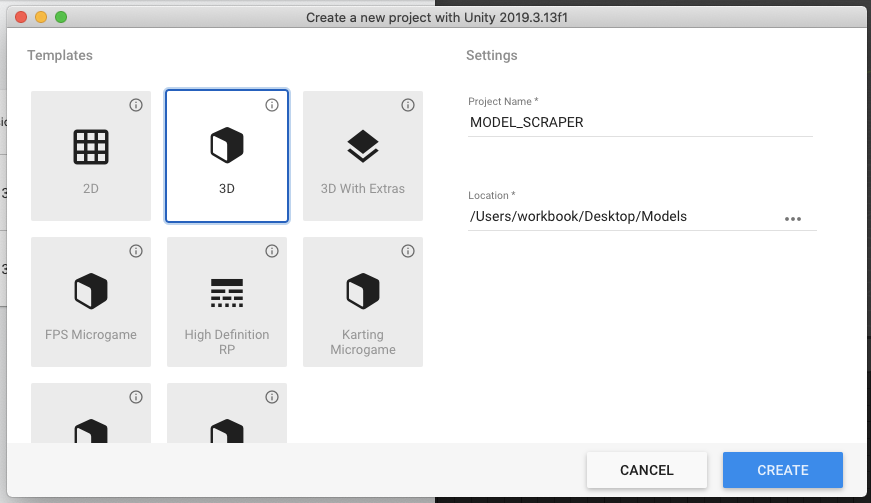 Create a new project with Unity 2019.3.13f1
Templates
Settings
2D
3D
3D With Extras
Project Name *
MODEL_SCRAPER
Location *
/Users/workbook/Desktop/Models
FPS Microgame
High Definition
RP
Karting
Microgame
CANCEL
CREATE